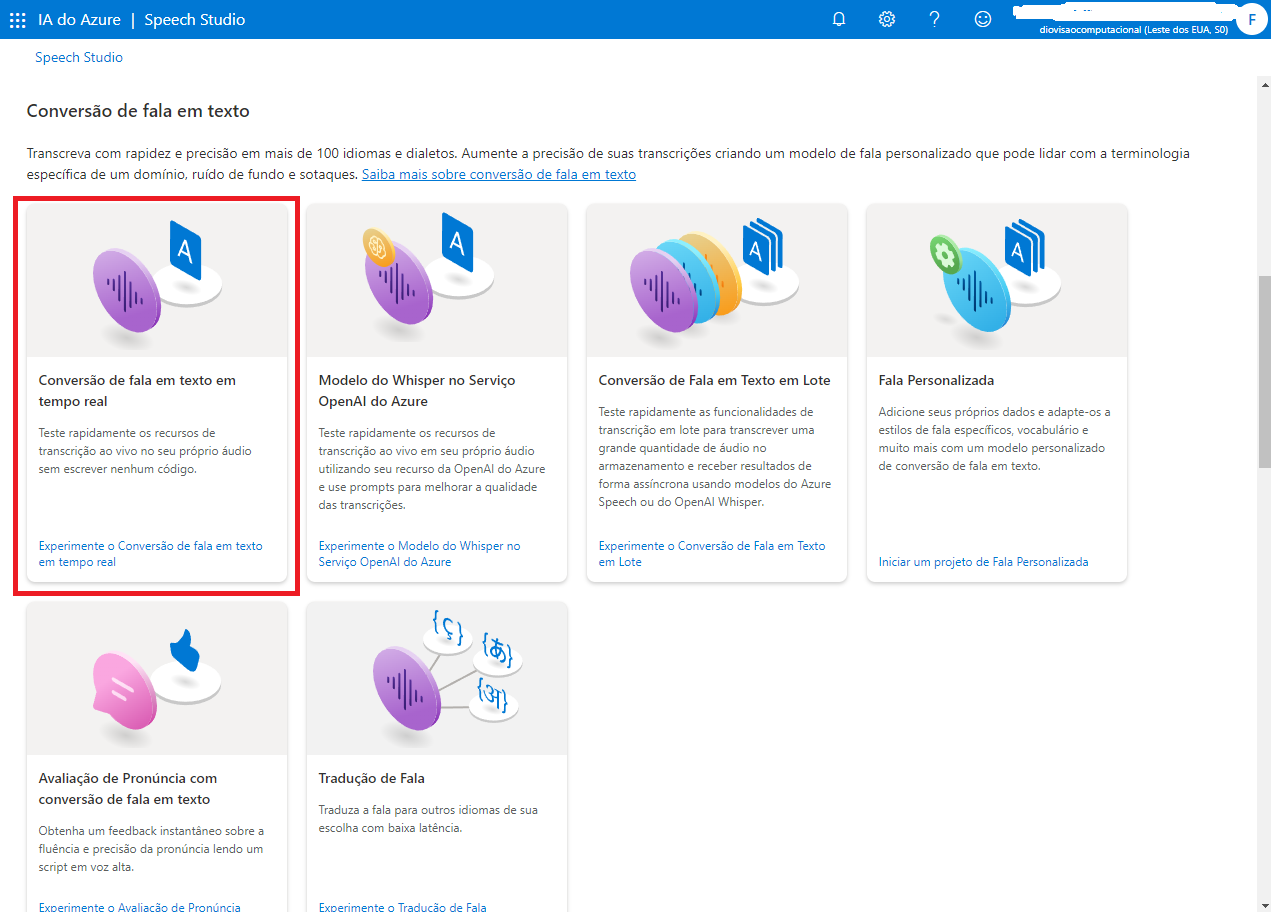 IA do Azure | Speech Studio
diovisaocomputacional (Leste dos EUA, S0)
F
Speech Studio
Conversão de fala em texto
Transcreva com rapidez e precisão em mais de 100 idiomas e dialetos. Aumente a precisão de suas transcrições criando um modelo de fala personalizado que pode lidar com a terminologia
específica de um domínio, ruído de fundo e sotaques. Saiba mais sobre conversão de fala em texto
A
A
A
A
Conversão de fala em texto em
tempo real
Teste rapidamente os recursos de
transcrição ao vivo no seu próprio áudio
sem escrever nenhum código.
Experimente o Conversão de fala em texto
em tempo real
Modelo do Whisper no Serviço
OpenAI do Azure
Teste rapidamente os recursos de
transcrição ao vivo em seu próprio áudio
utilizando seu recurso da OpenAI do Azure
e use prompts para melhorar a qualidade
das transcrições.
Experimente o Modelo do Whisper no
Serviço OpenAI do Azure
Conversão de Fala em Texto em Lote
Teste rapidamente as funcionalidades de
transcrição em lote para transcrever uma
grande quantidade de áudio no
armazenamento e receber resultados de
forma assíncrona usando modelos do Azure
Speech ou do OpenAI Whisper.
Experimente o Conversão de Fala em Texto
em Lote
Fala Personalizada
Adicione seus próprios dados e adapte-os a
estilos de fala específicos, vocabulário e
muito mais com um modelo personalizado
de conversão de fala em texto.
Iniciar um projeto de Fala Personalizada
{ç}
{あ}
{अ}
Avaliação de Pronúncia com
conversão de fala em texto
Obtenha um feedback instantâneo sobre a
fluência e precisão da pronúncia lendo um
script em voz alta.
Experimente o Avaliação de Pronúncia
Tradução de Fala
Traduza a fala para outros idiomas de sua
escolha com baixa latência.
Experimente o Tradução de Fala